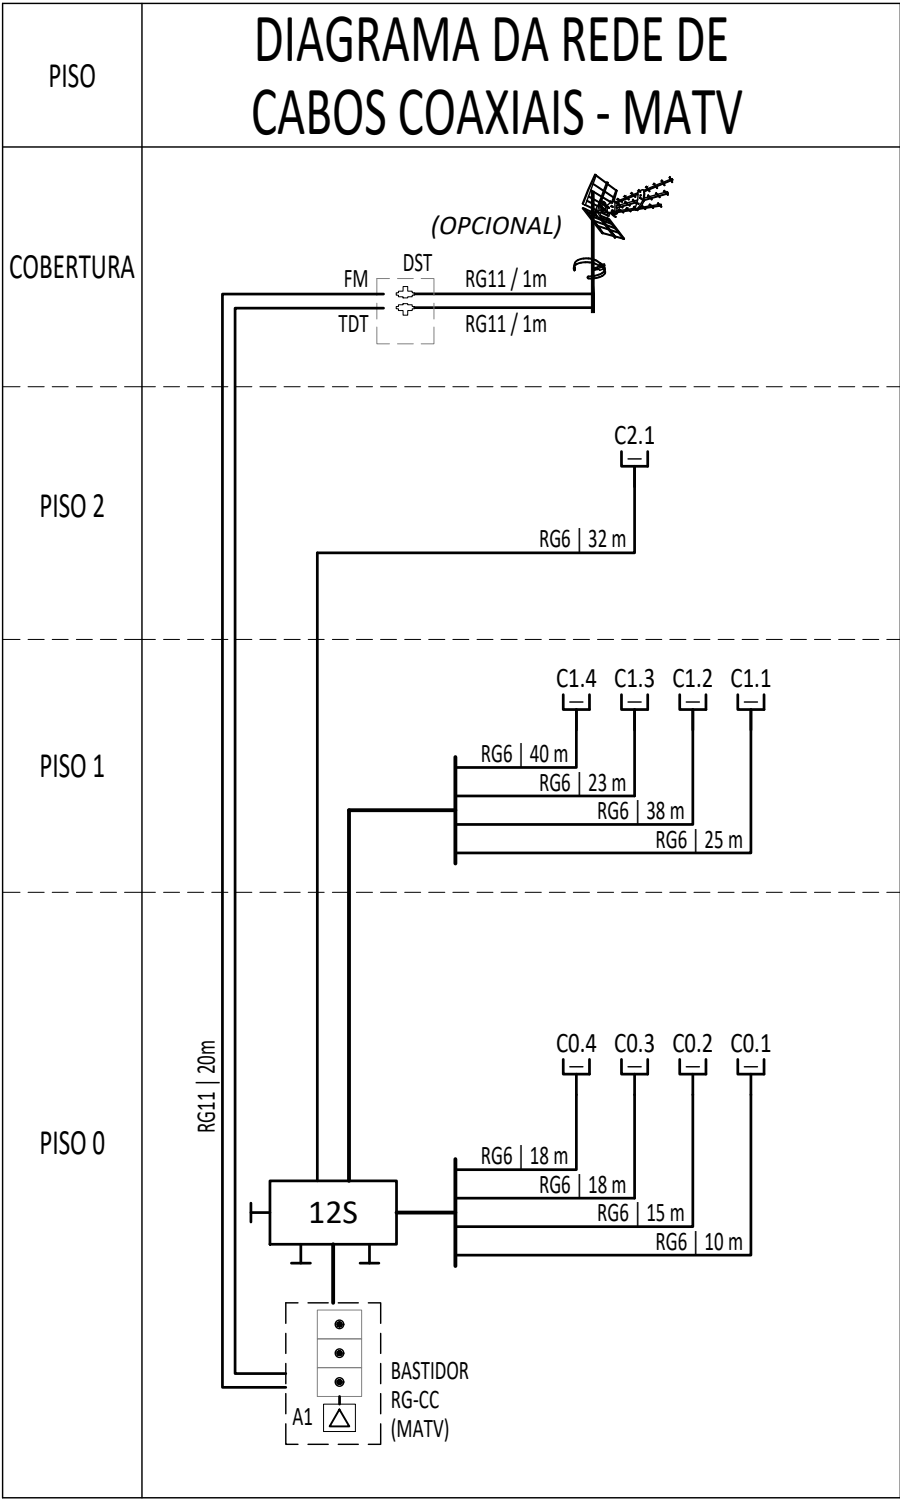 PISO
DIAGRAMA DA REDE DE
CABOS COAXIAIS - MATV
COBERTURA
(OPCIONAL)
DST
FM
RG11 / 1m
TDT
RG11 / 1m
PISO 2
C2.1
RG6 | 32 m
PISO 1
C1.4 C1.3 C1.2 C1.1
RG6 | 40 m
RG6 | 23 m
RG6 | 38 m
RG6 | 25 m
PISO 0
RG11 | 20m
C0.4 C0.3 C0.2 C0.1
RG6 | 18 m
RG6 | 18 m
RG6 | 15 m
RG6 | 10 m
12S
BASTIDOR
RG-CC
(MATV)
A1